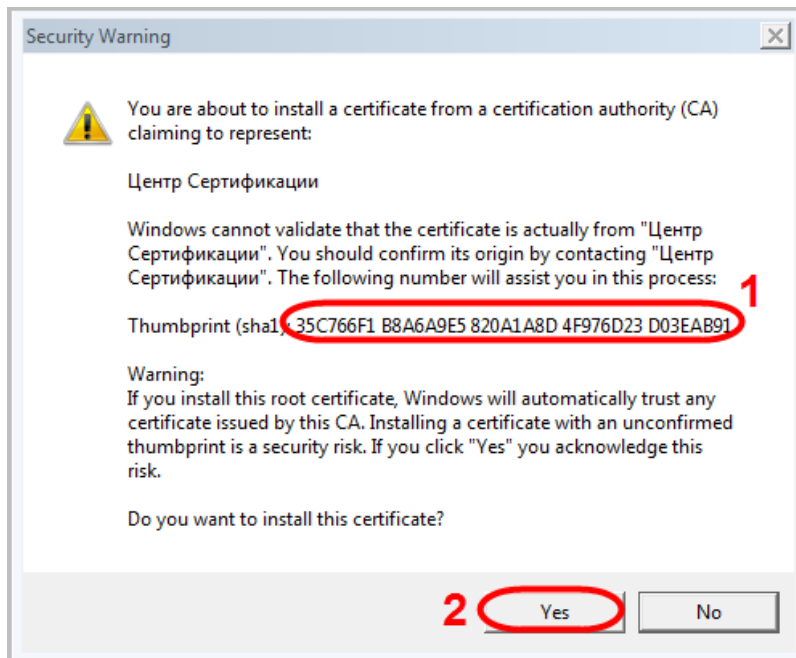 Security Warning
You are about to install a certificate from a certification authority (CA)
claiming to represent:
Центр Сертификации
Windows cannot validate that the certificate is actually from "Центр
Сертификации". You should confirm its origin by contacting "Центр
Сертификации". The following number will assist you in this process:
1
Thumbprint (sha1): 35C766F1 B8A6A9E5 820A1A8D 4F976D23 D03EAB91
Warning:
If you install this root certificate, Windows will automatically trust any
certificate issued by this CA. Installing a certificate with an unconfirmed
thumbprint is a security risk. If you click "Yes" you acknowledge this
risk.
Do you want to install this certificate?
2 Yes No